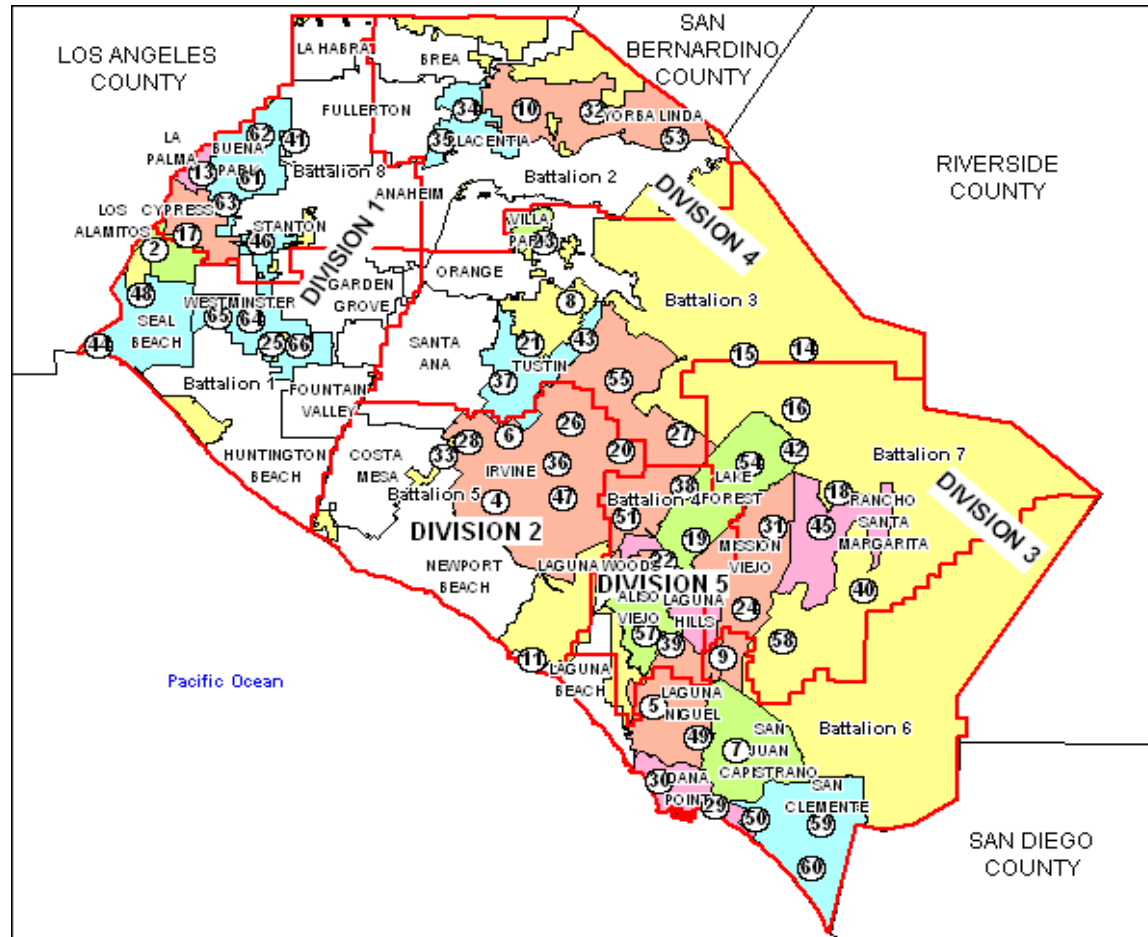 SAN
BERNARDINO
COUNTY
LOS ANGELES
COUNTY
LA HABRA
BREA
FULLERTON
34
10
32
YORBA LINDA
53
35
PLACENTIA
LA
PALMA
62
41
BUENA
PARK
13
61
Battalion 8
ANAHEIM
Battalion 2
RIVERSIDE
COUNTY
DIVISION 1
DIVISION 4
LOS
ALAMITOS
CYPRESS
63
17
2
STANTON
46
VILLA
PARK
23
ORANGE
GARDEN
GROVE
48
SEAL
BEACH
WESTMINSTER
65
64
25
66
44
8
Battalion 3
43
21
TUSTIN
37
SANTA
ANA
15
14
55
Battalion 1
FOUNTAIN
VALLEY
HUNTINGTON
BEACH
16
COSTA
MESA
33
28
6
26
20
27
42
IRVINE
36
54
LAKE
FOREST
Battalion 7
Battalion 5
4
47
38
Battalion 4
51
18
RANCHO
SANTA
MARGARITA
45
DIVISION 3
DIVISION 2
19
31
MISSION
VIEJO
NEWPORT
BEACH
LAGUNA WOODS
22
DIVISION 5
ALISO
VIEJO
LAGUNA
HILLS
40
24
57
39
58
9
11
LAGUNA
BEACH
Pacific Ocean
LAGUNA
NIGUEL
5
49
SAN
JUAN
CAPISTRANO
7
Battalion 6
30
DANA
POINT
29
50
SAN
CLEMENTE
59
60
SAN DIEGO
COUNTY